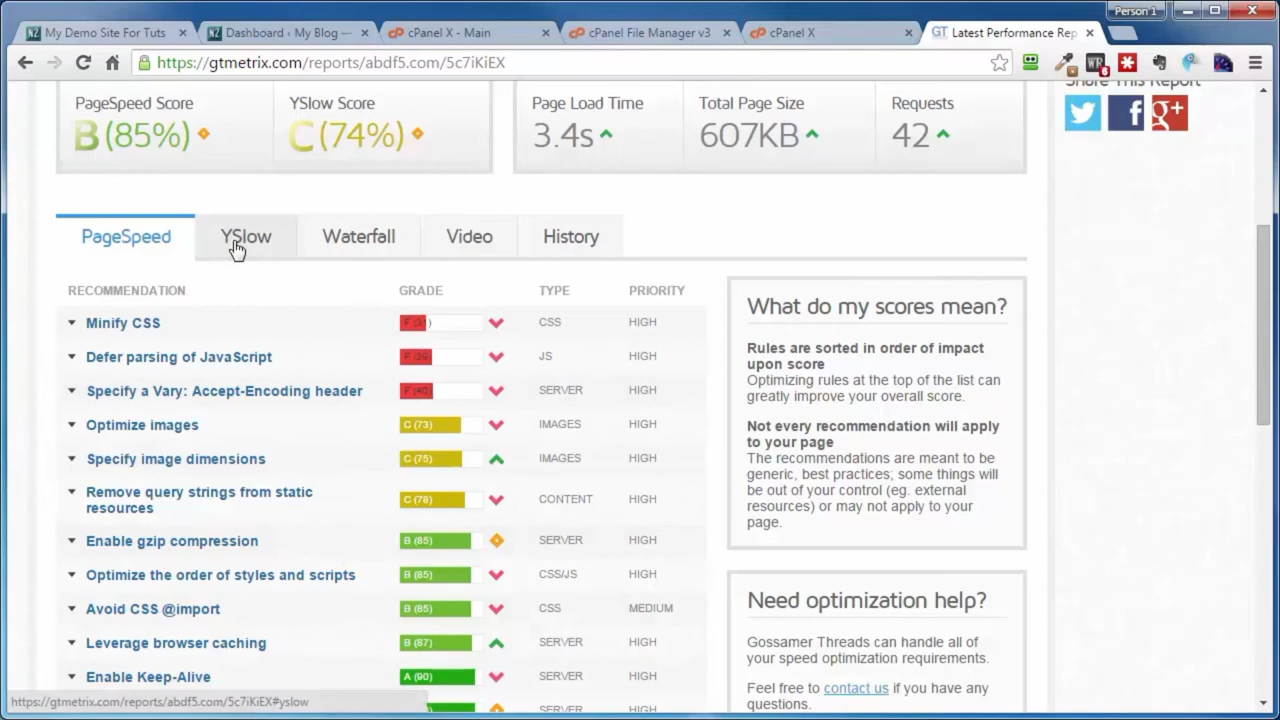 Person 1
My Demo Site For Tuts
Dashboard ‹ My Blog —
cPanel X - Main
cPanel File Manager v3
cPanel X
GT Latest Performance Rep
https://gtmetrix.com/reports/abdf5.com/5c7iKiEX
Share This Report
PageSpeed Score
YSlow Score
Page Load Time
Total Page Size
Requests
B (85%)
C (74%)
3.4s
607KB
42
PageSpeed
YSlow
Waterfall
Video
History
RECOMMENDATION
GRADE
TYPE
PRIORITY
Minify CSS
CSS
HIGH
Defer parsing of JavaScript
JS
HIGH
Specify a Vary: Accept-Encoding header
F (40)
SERVER
HIGH
Optimize images
C (73)
IMAGES
HIGH
Specify image dimensions
C (75)
IMAGES
HIGH
Remove query strings from static
resources
C (78)
CONTENT
HIGH
Enable gzip compression
B (85)
SERVER
HIGH
Optimize the order of styles and scripts
B (85)
CSS/JS
HIGH
Avoid CSS @import
B (85)
CSS
MEDIUM
Leverage browser caching
B (87)
SERVER
HIGH
Enable Keep-Alive
A (90)
SERVER
HIGH
SERVER
HIGH
What do my scores mean?
Rules are sorted in order of impact
upon score
Optimizing rules at the top of the list can
greatly improve your overall score.
Not every recommendation will apply
to your page
The recommendations are meant to be
generic, best practices; some things will
be out of your control (eg. external
resources) or may not apply to your
page.
Need optimization help?
Gossamer Threads can handle all of
your speed optimization requirements.
Feel free to contact us if you have any
questions.
https://gtmetrix.com/reports/abdf5.com/5c7iKiEX#yslow